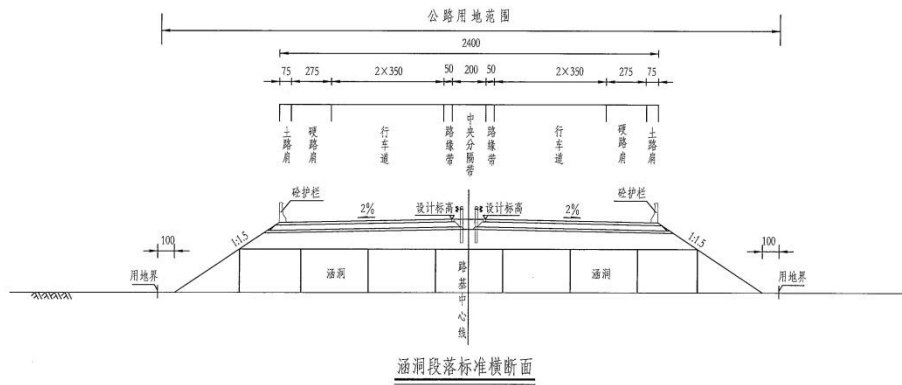 公路用地范围
2400
75 275 2×350 50 200 50 2×350 275 75
土路肩 硬路肩 行车道 路缘带 中央分隔带 路缘带 行车道 硬路肩 土路肩
砼护栏 砼护栏
2% 设计标高 设计标高 2%
1:1.5 1:1.5
100 100
用地界 涵洞 涵洞 用地界
路基中心线
涵洞段落标准横断面